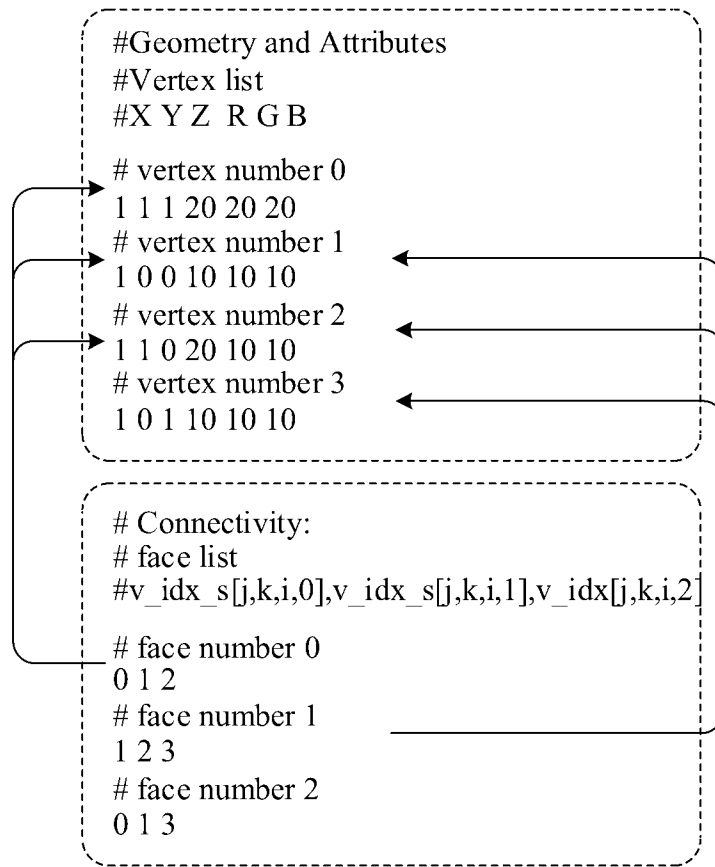 #Geometry and Attributes
#Vertex list
#X Y Z R G B
# vertex number 0
1 1 1 20 20 20
# vertex number 1
1 0 0 10 10 10
# vertex number 2
1 1 0 20 10 10
# vertex number 3
1 0 1 10 10 10
# Connectivity:
# face list
#v_idx_s[j,k,i,0],v_idx_s[j,k,i,1],v_idx[j,k,i,2]
# face number 0
0 1 2
# face number 1
1 2 3
# face number 2
0 1 3